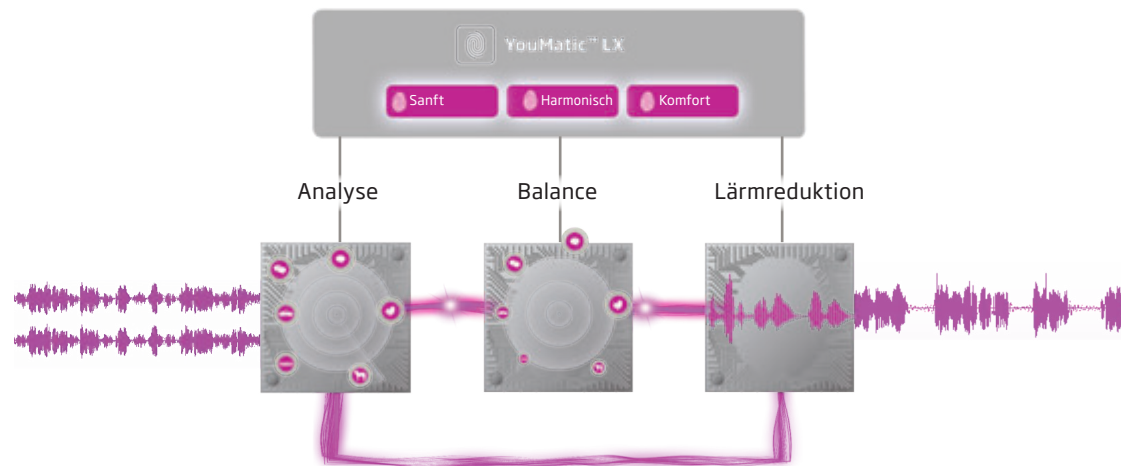 YouMatic™ LX
Sanft
Harmonisch
Komfort
Analyse
Balance
Lärmreduktion